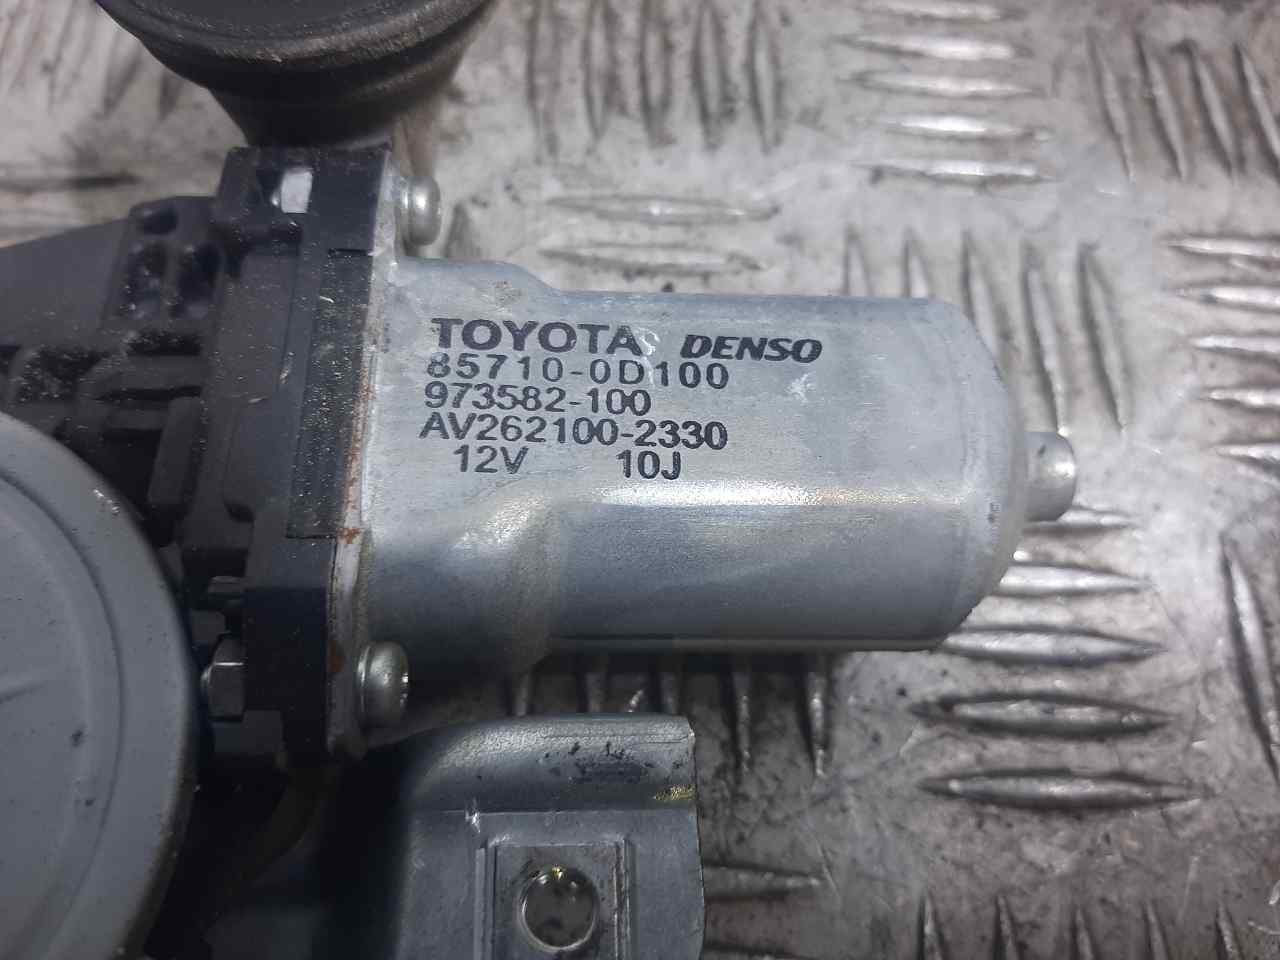 TOYOTA DENSO
85710-0D100
973582-100
AV262100-2330
12V 10J